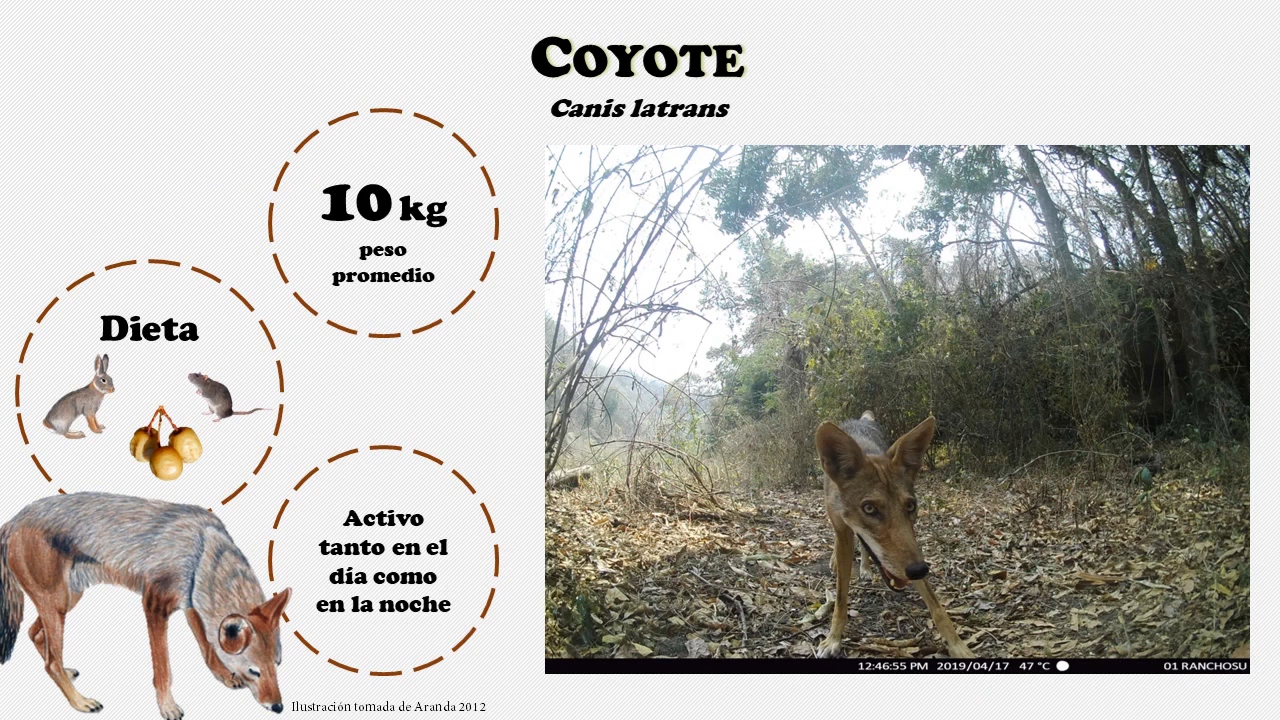 COYOTE
Canis latrans
10 kg
peso
promedio
Dieta
Activo
tanto en el
día como
en la noche
12:46:55 PM 2019/04/17 47 °C 01 RANCHOSU
Ilustración tomada de Aranda 2012